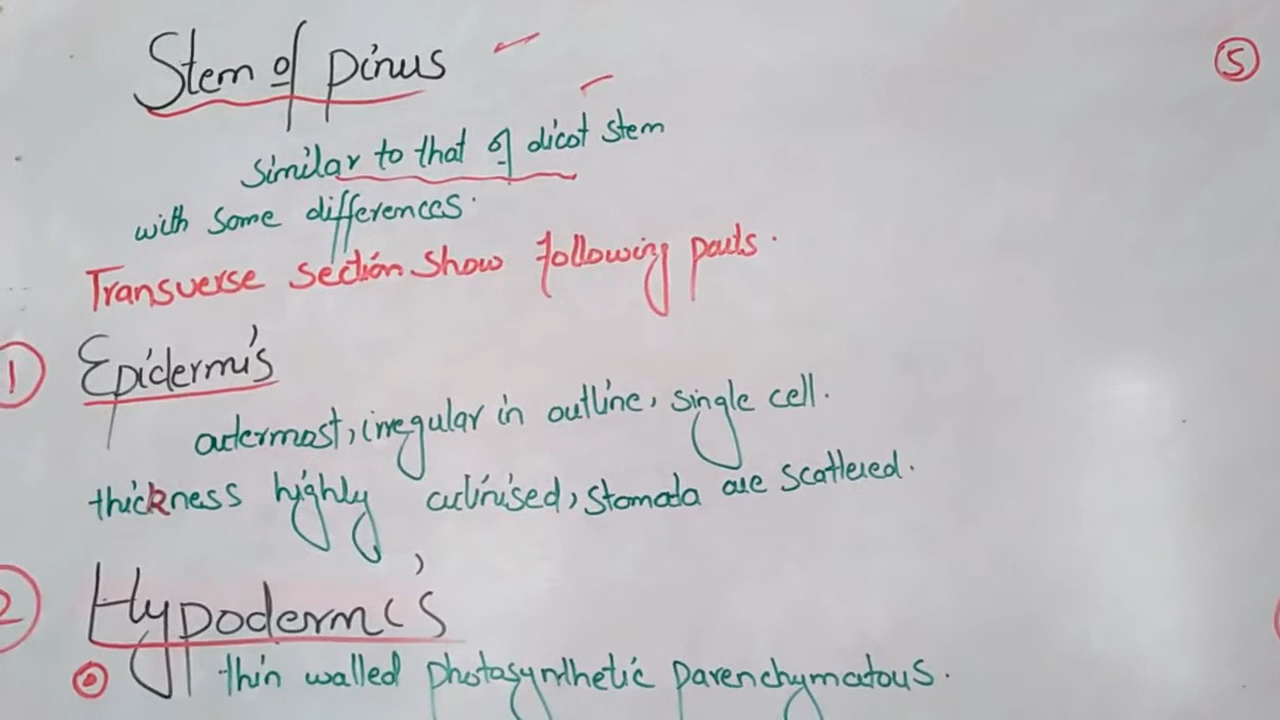 Stem of pinus
5
similar to that of dicot stem
with some differences.
Transverse section show following parts.
1 Epidermis
outermost, irregular in outline, single cell.
thickness highly cutinised, stomata are scattered.
2 Hypodermis
thin walled photosynthetic parenchymatous.